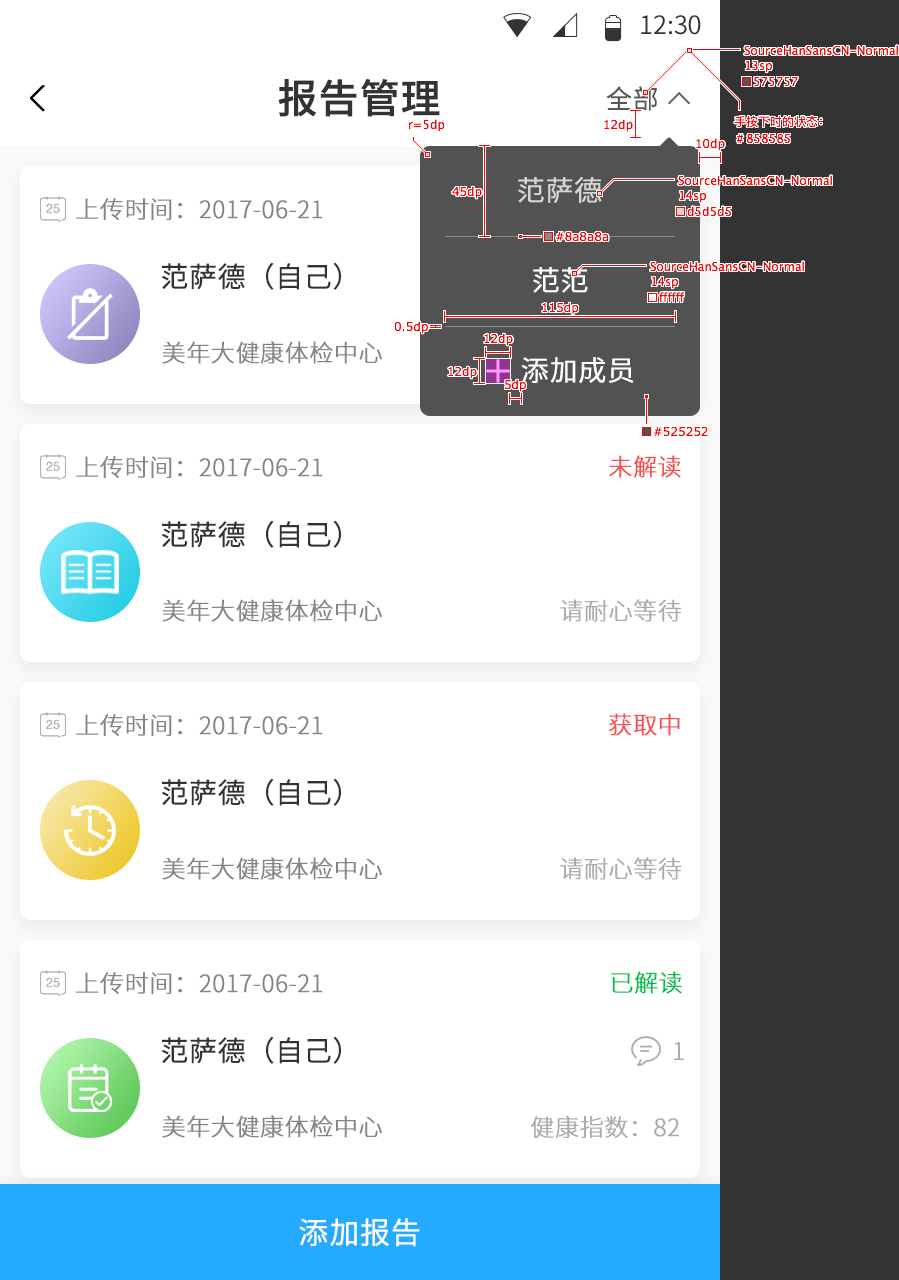 12:30
SourceHanSansCN-Normal
13sp
575757
报告管理
全部
手按下时的状态:
#858585
r=5dp
12dp
10dp
45dp
范萨德
SourceHanSansCN-Normal
14sp
d5d5d5
#8a8a8a
范范
SourceHanSansCN-Normal
14sp
ffffff
115dp
0.5dp
12dp
12dp
添加成员
5dp
#525252
25 上传时间：2017-06-21
范萨德（自己）
美年大健康体检中心
25 上传时间：2017-06-21 未解读
范萨德（自己）
美年大健康体检中心 请耐心等待
25 上传时间：2017-06-21 获取中
范萨德（自己）
美年大健康体检中心 请耐心等待
25 上传时间：2017-06-21 已解读
范萨德（自己） 1
美年大健康体检中心 健康指数：82
添加报告